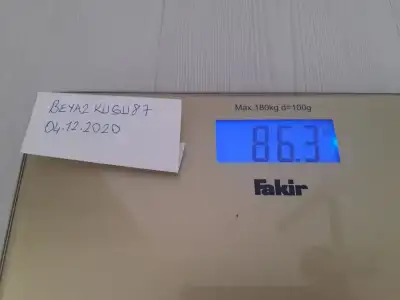 BEYAZ KUGU87
04.12.2020
Max.180kg d=100g
86.3
Fakir